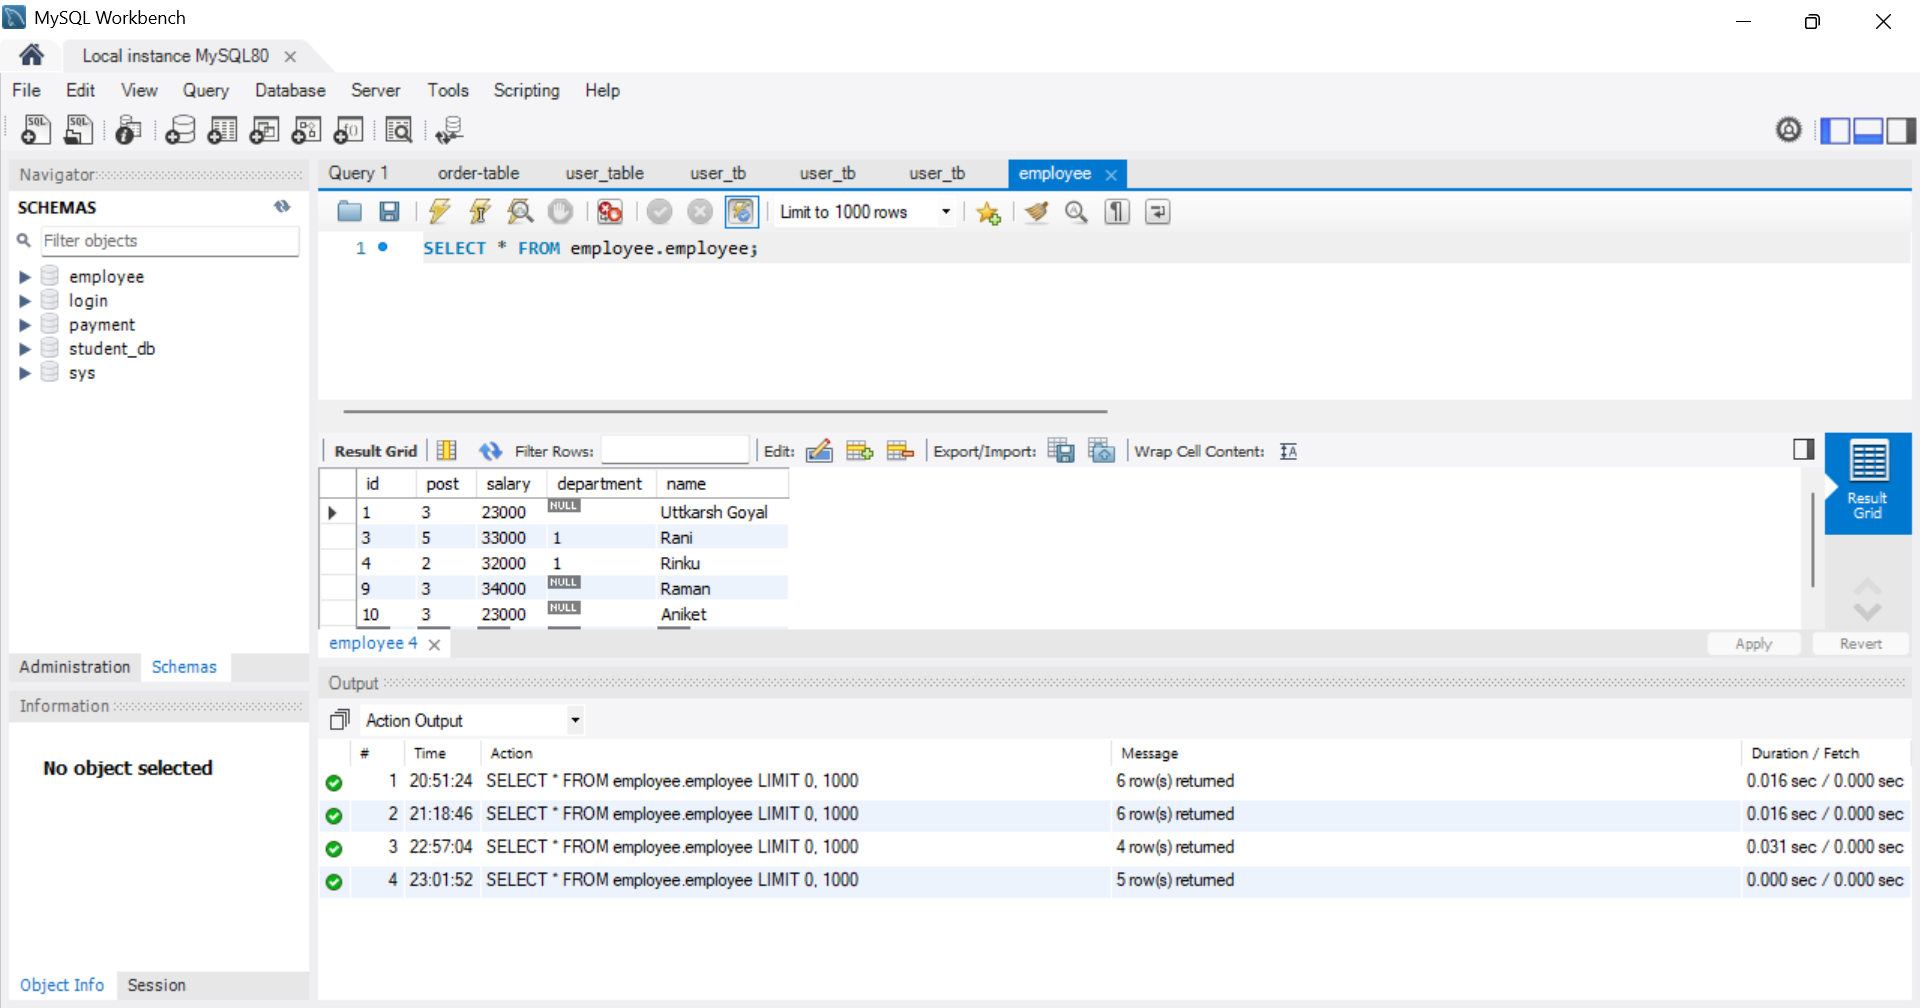 MySQL Workbench
Local instance MySQL80
File Edit View Query Database Server Tools Scripting Help
SQL SQL
Navigator
SCHEMAS
Filter objects
employee
login
payment
student_db
sys
Administration Schemas
Information
No object selected
Object Info Session
Query 1 order-table user_table user_tb user_tb user_tb employee
Limit to 1000 rows
1 SELECT * FROM employee.employee;
Result Grid Filter Rows: Edit: Export/Import: Wrap Cell Content:
id post salary department name
1 3 23000 NULL Uttkarsh Goyal
3 5 33000 1 Rani
4 2 32000 1 Rinku
9 3 34000 NULL Raman
10 3 23000 NULL Aniket
Result
Grid
employee 4
Apply Revert
Output
Action Output
# Time Action Message Duration / Fetch
1 20:51:24 SELECT * FROM employee.employee LIMIT 0, 1000 6 row(s) returned 0.016 sec / 0.000 sec
2 21:18:46 SELECT * FROM employee.employee LIMIT 0, 1000 6 row(s) returned 0.016 sec / 0.000 sec
3 22:57:04 SELECT * FROM employee.employee LIMIT 0, 1000 4 row(s) returned 0.031 sec / 0.000 sec
4 23:01:52 SELECT * FROM employee.employee LIMIT 0, 1000 5 row(s) returned 0.000 sec / 0.000 sec